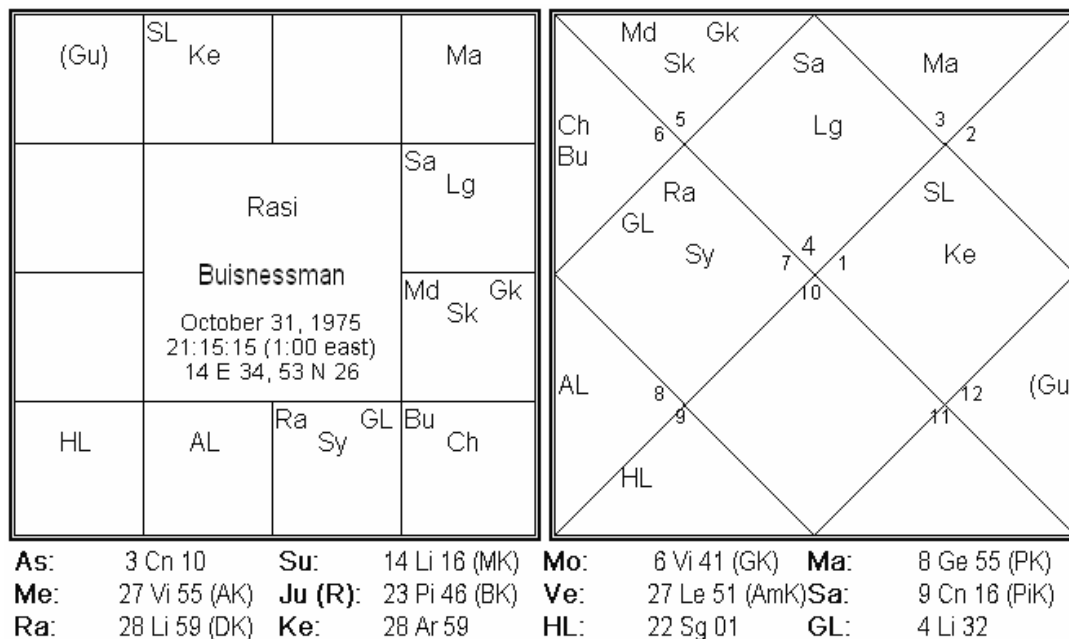 (Gu)
SL
Ke
Ma
Sa
Lg
Rasi
Buisnessman
October 31, 1975
21:15:15 (1:00 east)
14 E 34, 53 N 26
Md Gk
Sk
HL
AL
Ra GL
Sy
Bu
Ch
Md Gk
Sk
Sa
Ma
Ch
Bu
6 5
Lg
3 2
Ra
GL
Sy
SL
Ke
4
7 1
10
AL
8
9
12
11
(Gu
HL
As: 3 Cn 10 Su: 14 Li 16 (MK) Mo: 6 Vi 41 (GK) Ma: 8 Ge 55 (PK)
Me: 27 Vi 55 (AK) Ju (R): 23 Pi 46 (BK) Ve: 27 Le 51 (AmK) Sa: 9 Cn 16 (PiK)
Ra: 28 Li 59 (DK) Ke: 28 Ar 59 HL: 22 Sg 01 GL: 4 Li 32